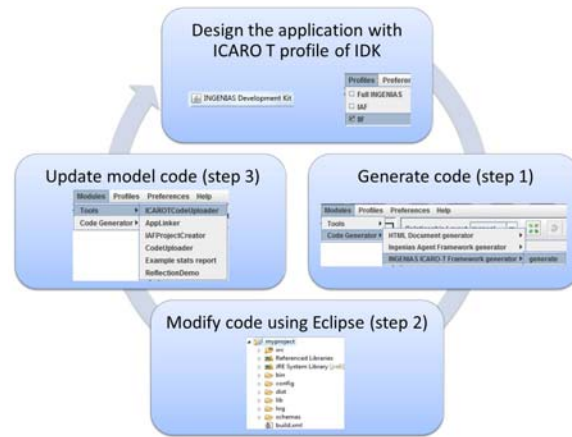 Design the application with
ICARO T profile of IDK
INGENIAS Development Kit
Profiles Prefere
Full INGENIAS
IAF
Update model code (step 3)
Modules Profiles Preferences Help
Tools
ICAROTCodeUploader
Code Generator
AppLinker
IAFProjectCreator
CodeUploader
Example stats report
ReflectionDemo
Generate code (step 1)
Modules Profiles Preferences Help
Tools
Code Generator
HTML Document generator
Ingenias Agent Framework generator
INGENIAS ICARO-T Framework generator
generate
Modify code using Eclipse (step 2)
myproject
src
Referenced Libraries
JRE System Library
bin
config
dist
lib
log
schemas
build.xml